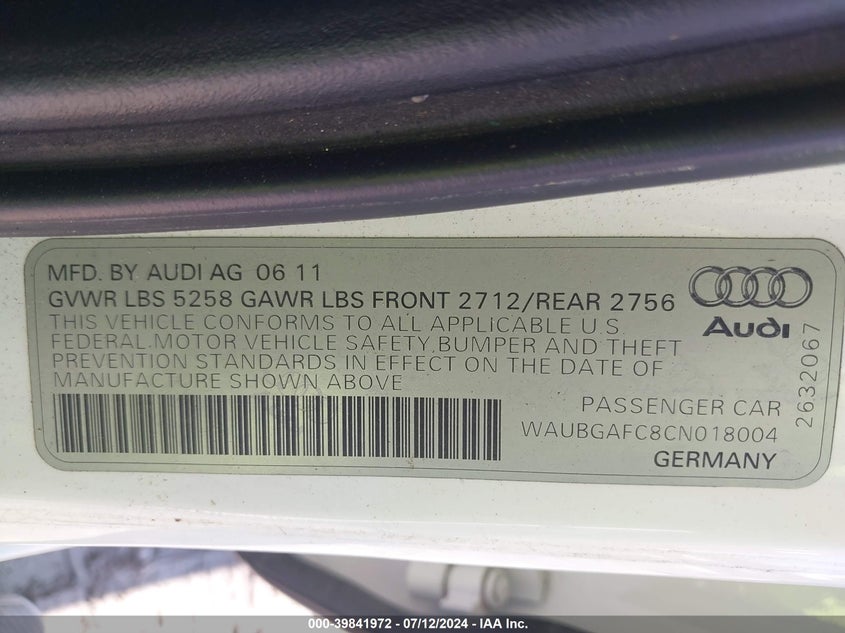 MFD. BY AUDI AG 06 11
GVWR LBS 5258 GAWR LBS FRONT 2712/REAR 2756
THIS VEHICLE CONFORMS TO ALL APPLICABLE U.S.
FEDERAL MOTOR VEHICLE SAFETY, BUMPER AND THEFT
PREVENTION STANDARDS IN EFFECT ON THE DATE OF
MANUFACTURE SHOWN ABOVE
Audi
2632067
PASSENGER CAR
WAUBGAFC8CN018004
GERMANY
000-39841972 - 07/12/2024 - IAA Inc.